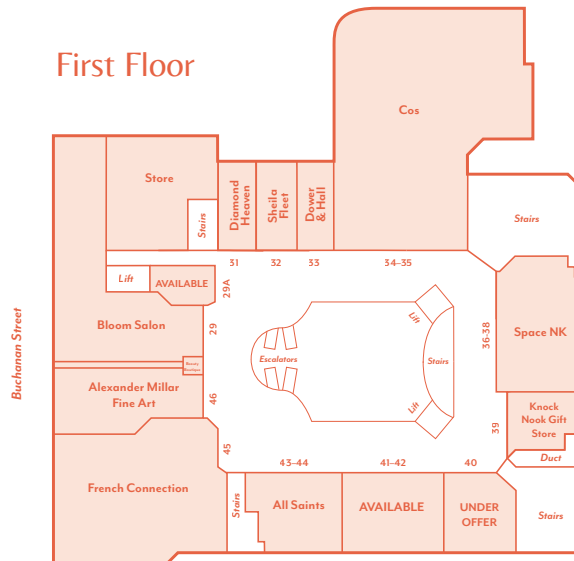 First Floor
Cos
Store
Stairs
Diamond
Heaven
Sheila
Fleet
Dower
& Hall
Stairs
31
32
33
34-35
Lift
AVAILABLE
29A
Bloom Salon
29
Buchanan Street
Lift
Escalators
Stairs
Lift
36-38
Space NK
Alexander Millar
Fine Art
46
Knock
Nook Gift
Store
39
45
Duct
43-44
41-42
40
French Connection
Stairs
All Saints
AVAILABLE
UNDER
OFFER
Stairs